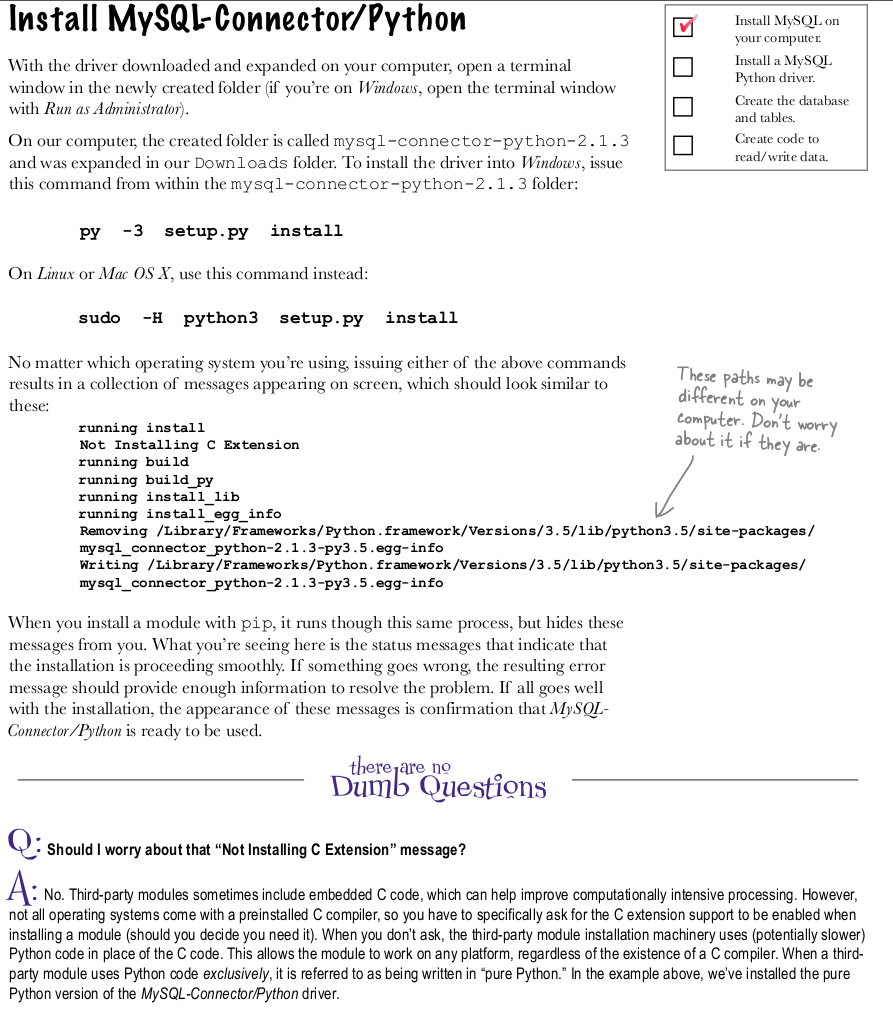 Install MySQL-Connector/Python
Install MySQL on
your computer.
Install a MySQL
Python driver.
Create the database
and tables.
Create code to
read/write data.
With the driver downloaded and expanded on your computer, open a terminal
window in the newly created folder (if you're on Windows, open the terminal window
with Run as Administrator).
On our computer, the created folder is called mysql-connector-python-2.1.3
and was expanded in our Downloads folder. To install the driver into Windows, issue
this command from within the mysql-connector-python-2.1.3 folder:
py -3 setup.py install
On Linux or Mac OS X, use this command instead:
sudo -H python3 setup.py install
No matter which operating system you're using, issuing either of the above commands
results in a collection of messages appearing on screen, which should look similar to
these:
These paths may be
different on your
computer. Don't worry
about it if they are.
running install
Not Installing C Extension
running build
running build_py
running install_lib
running install_egg_info
Removing /Library/Frameworks/Python.framework/Versions/3.5/lib/python3.5/site-packages/
mysql_connector_python-2.1.3-py3.5.egg-info
Writing /Library/Frameworks/Python.framework/Versions/3.5/lib/python3.5/site-packages/
mysql_connector_python-2.1.3-py3.5.egg-info
When you install a module with pip, it runs though this same process, but hides these
messages from you. What you're seeing here is the status messages that indicate that
the installation is proceeding smoothly. If something goes wrong, the resulting error
message should provide enough information to resolve the problem. If all goes well
with the installation, the appearance of these messages is confirmation that MySQL-
Connector/Python is ready to be used.
there are no
Dumb Questions
Q: Should I worry about that “Not Installing C Extension” message?
A: No. Third-party modules sometimes include embedded C code, which can help improve computationally intensive processing. However,
not all operating systems come with a preinstalled C compiler, so you have to specifically ask for the C extension support to be enabled when
installing a module (should you decide you need it). When you don't ask, the third-party module installation machinery uses (potentially slower)
Python code in place of the C code. This allows the module to work on any platform, regardless of the existence of a C compiler. When a third-
party module uses Python code exclusively, it is referred to as being written in “pure Python.” In the example above, we've installed the pure
Python version of the MySQL-Connector/Python driver.